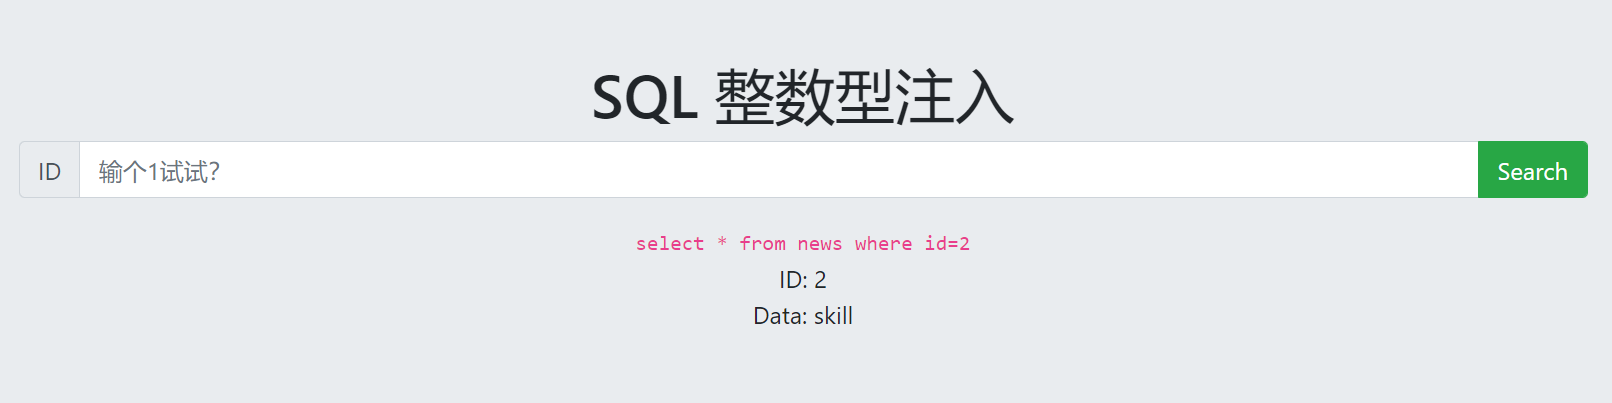 SQL 整数型注入
ID 输个1试试? Search
select * from news where id=2
ID: 2
Data: skill